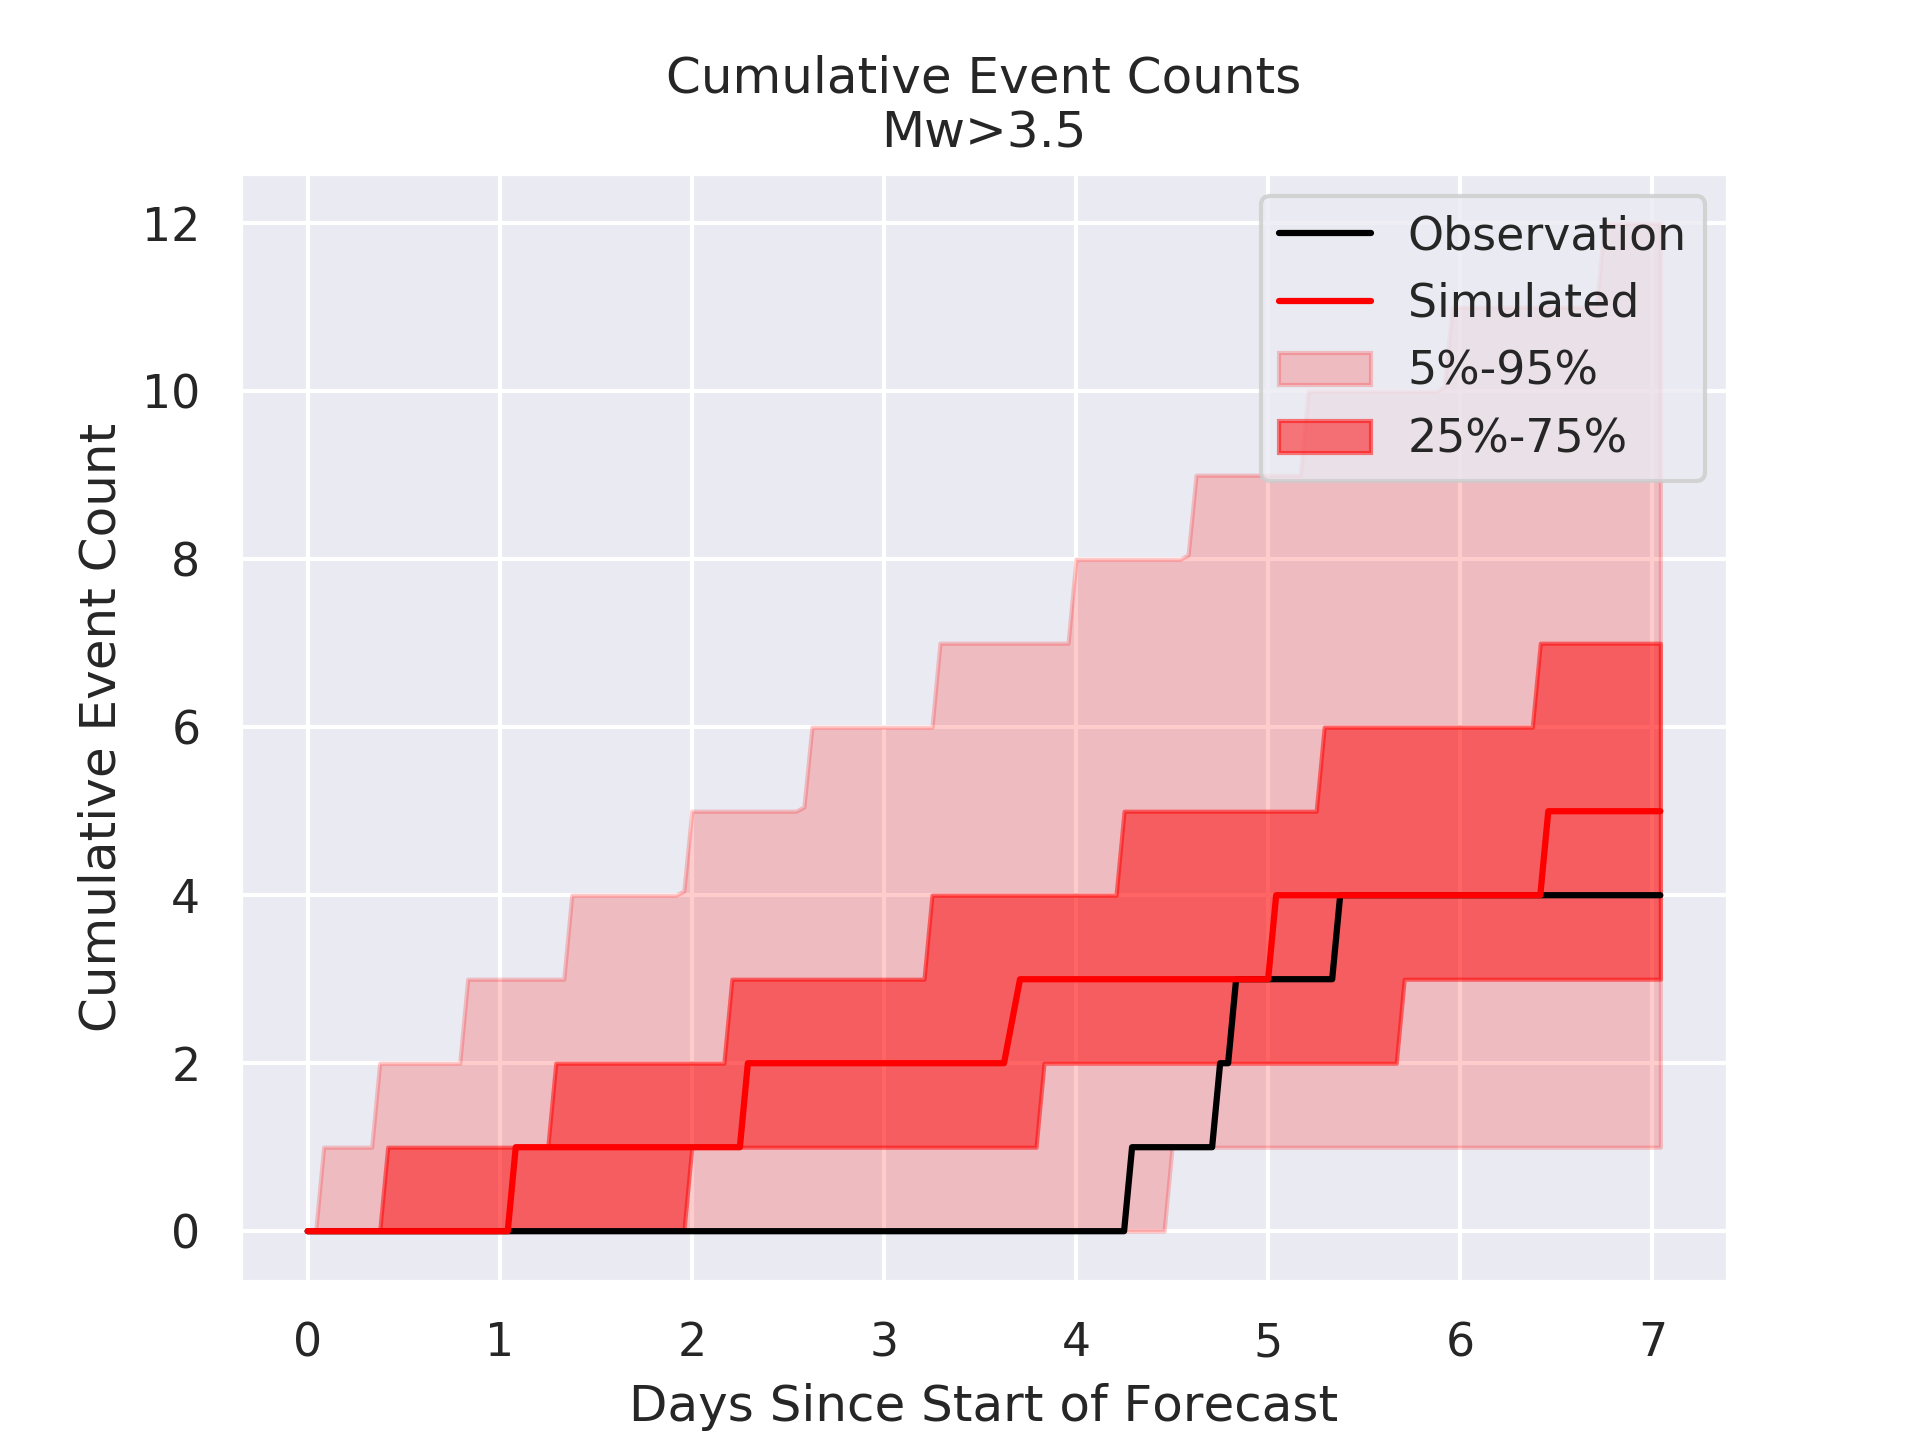 Cumulative Event Counts
Mw>3.5
Cumulative Event Count
12
10
8
6
4
2
0
Observation
Simulated
5%-95%
25%-75%
0 1 2 3 4 5 6 7
Days Since Start of Forecast